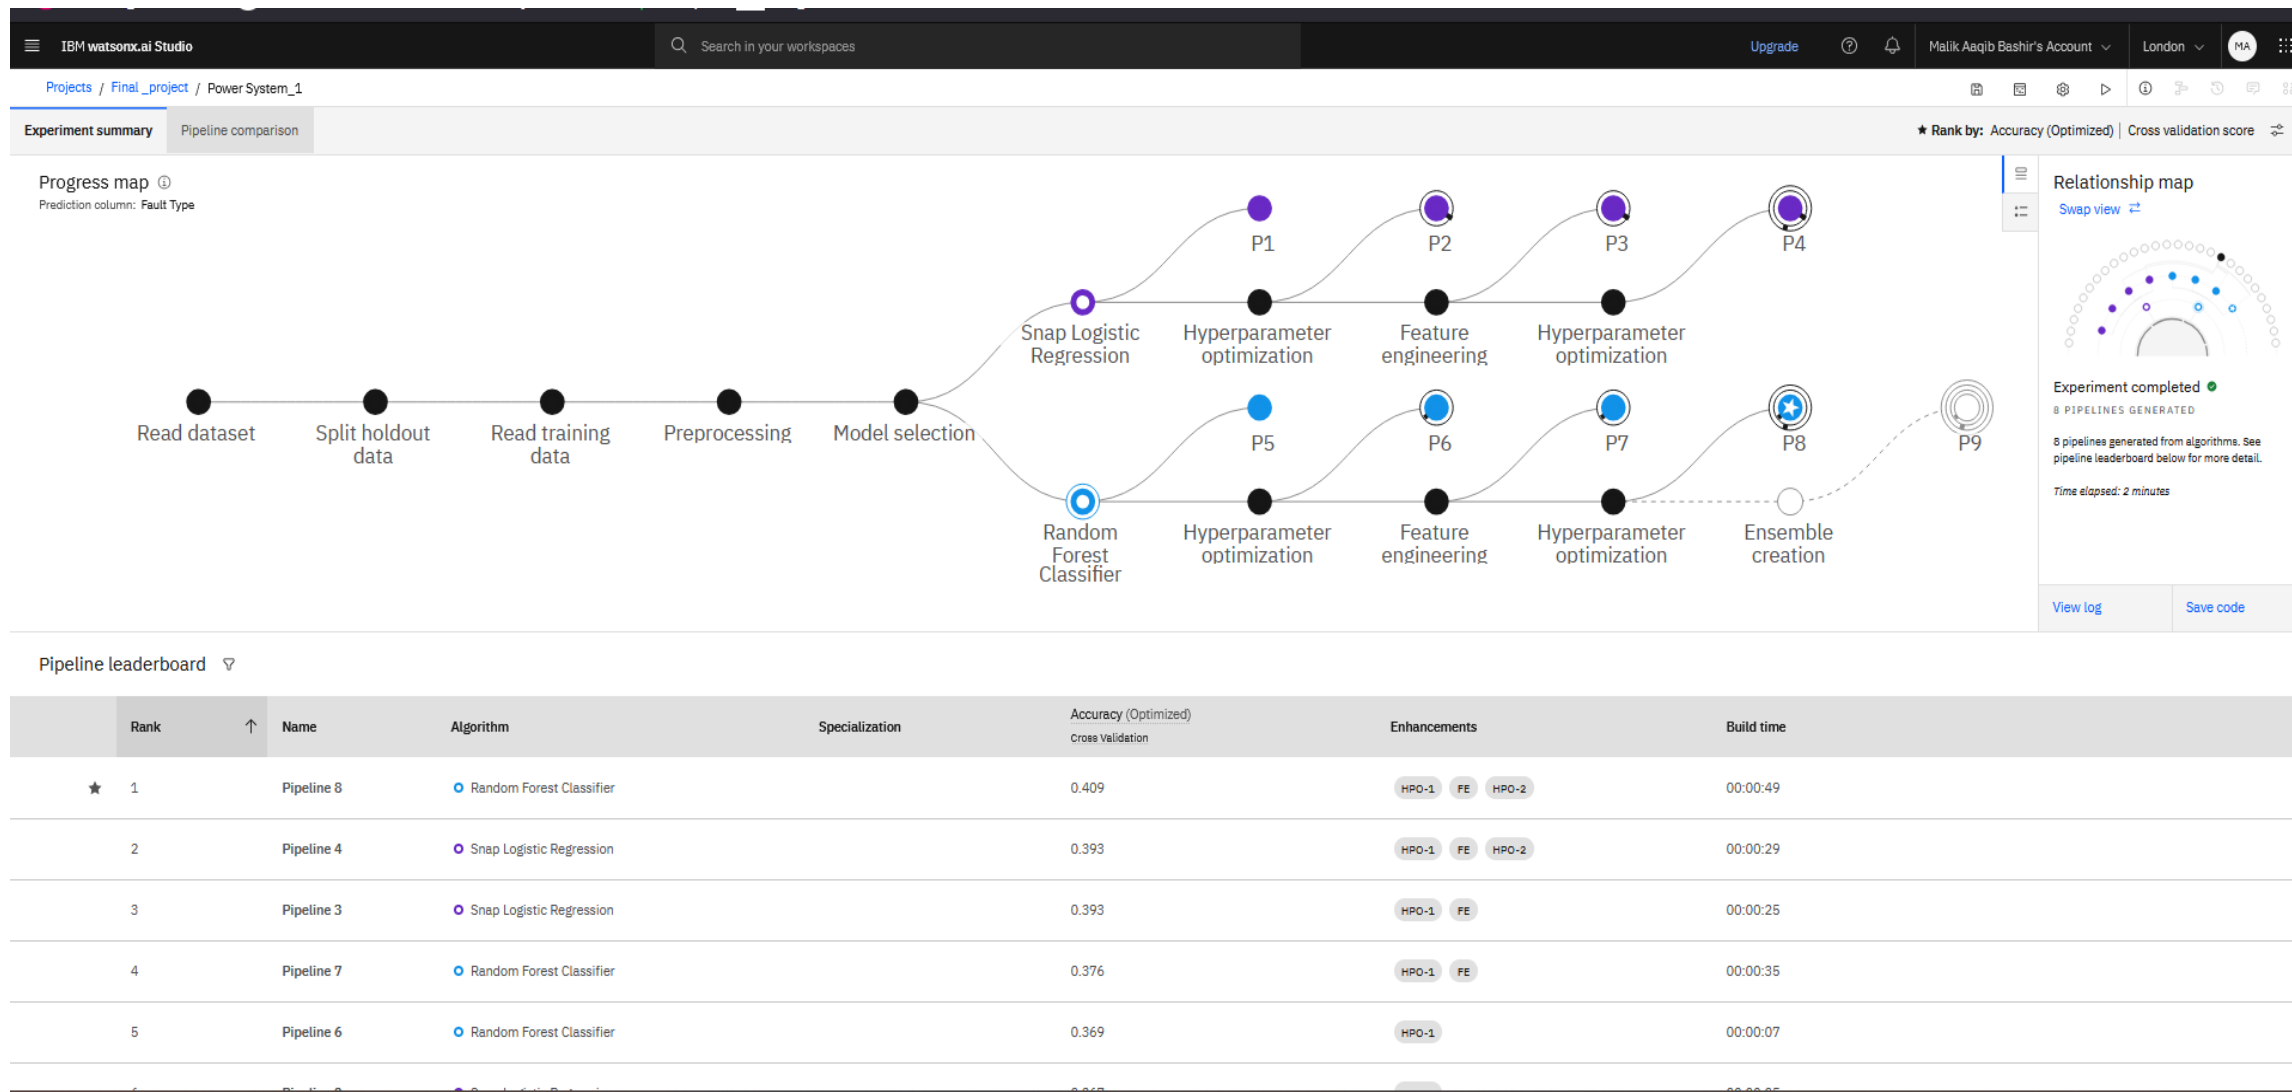 IBM watsonx.ai Studio
Search in your workspaces
Upgrade
Malik Aaqib Bashir's Account
London
MA
Projects / Final _project / Power System_1
Experiment summary
Pipeline comparison
★ Rank by: Accuracy (Optimized) | Cross validation score
Progress map
Prediction column: Fault Type
P1
P2
P3
P4
Snap Logistic
Regression
Hyperparameter
optimization
Feature
engineering
Hyperparameter
optimization
Read dataset
Split holdout
data
Read training
data
Preprocessing
Model selection
P5
P6
P7
P8
P9
Random
Forest
Classifier
Hyperparameter
optimization
Feature
engineering
Hyperparameter
optimization
Ensemble
creation
Relationship map
Swap view
Experiment completed
8 PIPELINES GENERATED
8 pipelines generated from algorithms. See
pipeline leaderboard below for more detail.
Time elapsed: 2 minutes
View log
Save code
Pipeline leaderboard
Rank ↑ Name Algorithm Specialization Accuracy (Optimized) Cross Validation Enhancements Build time
★ 1 Pipeline 8 Random Forest Classifier 0.409 HPO-1 FE HPO-2 00:00:49
2 Pipeline 4 Snap Logistic Regression 0.393 HPO-1 FE HPO-2 00:00:29
3 Pipeline 3 Snap Logistic Regression 0.393 HPO-1 FE 00:00:25
4 Pipeline 7 Random Forest Classifier 0.376 HPO-1 FE 00:00:35
5 Pipeline 6 Random Forest Classifier 0.369 HPO-1 00:00:07